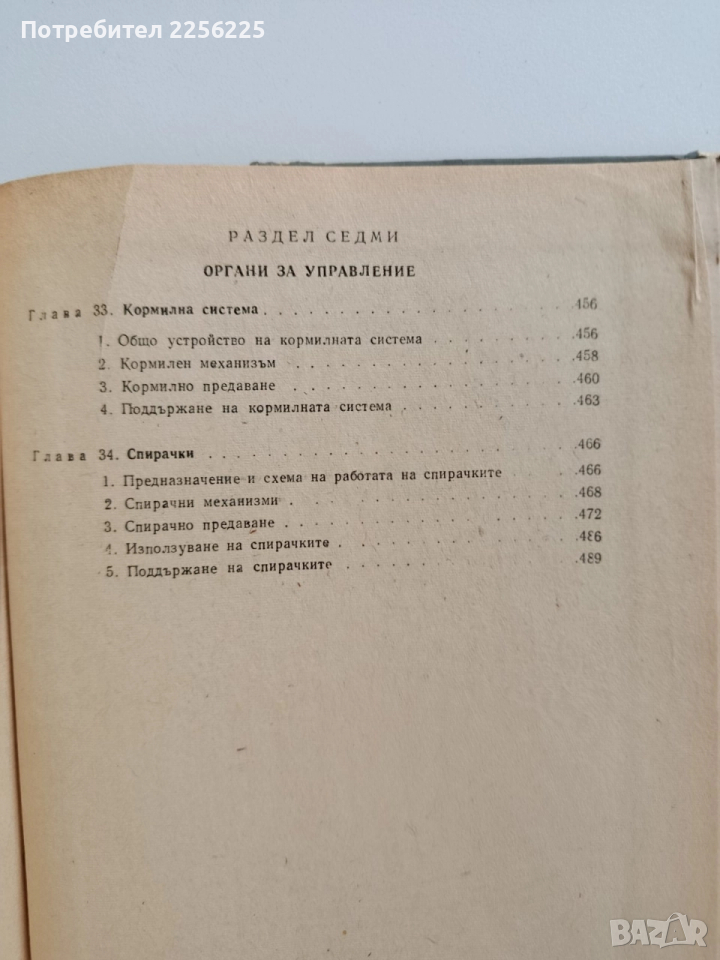 Потребител 2256225
РАЗДЕЛ СЕДМИ
ОРГАНИ ЗА УПРАВЛЕНИЕ
Глава 33. Кормилна система . . . . . . . . . . . . . . . 456
1. Общо устройство на кормилната система . . . . . . . 456
2. Кормилен механизъм . . . . . . . . . . . . . . 458
3. Кормилно предаване . . . . . . . . . . . . . . 460
4. Поддържане на кормилната система . . . . . . . . 463
Глава 34. Спирачки . . . . . . . . . . . . . . . . . 466
1. Предназначение и схема на работата на спирачките . . . . 466
2. Спирачни механизми . . . . . . . . . . . . . . 468
3. Спирачно предаване . . . . . . . . . . . . . . 472
4. Използуване на спирачките . . . . . . . . . . . 486
5. Поддържане на спирачките . . . . . . . . . . . 489
BAZAR